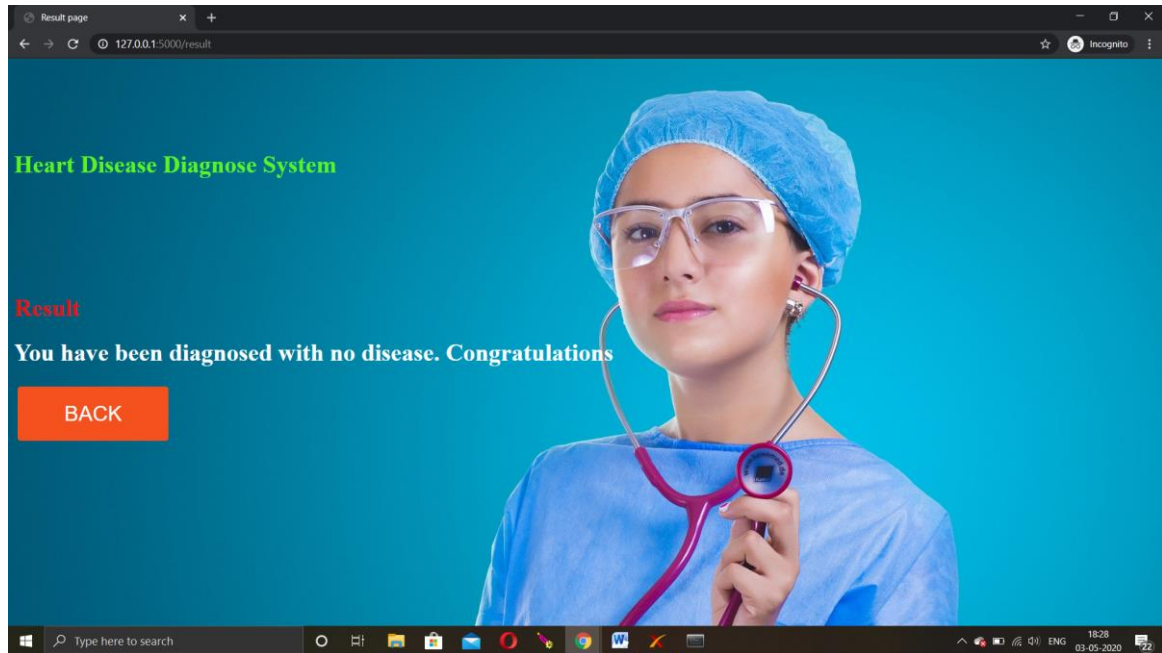 Result page
127.0.0.1:5000/result
Incognito
Heart Disease Diagnose System
Result
You have been diagnosed with no disease. Congratulations
BACK
Type here to search
ENG
18:28
03-05-2020
22